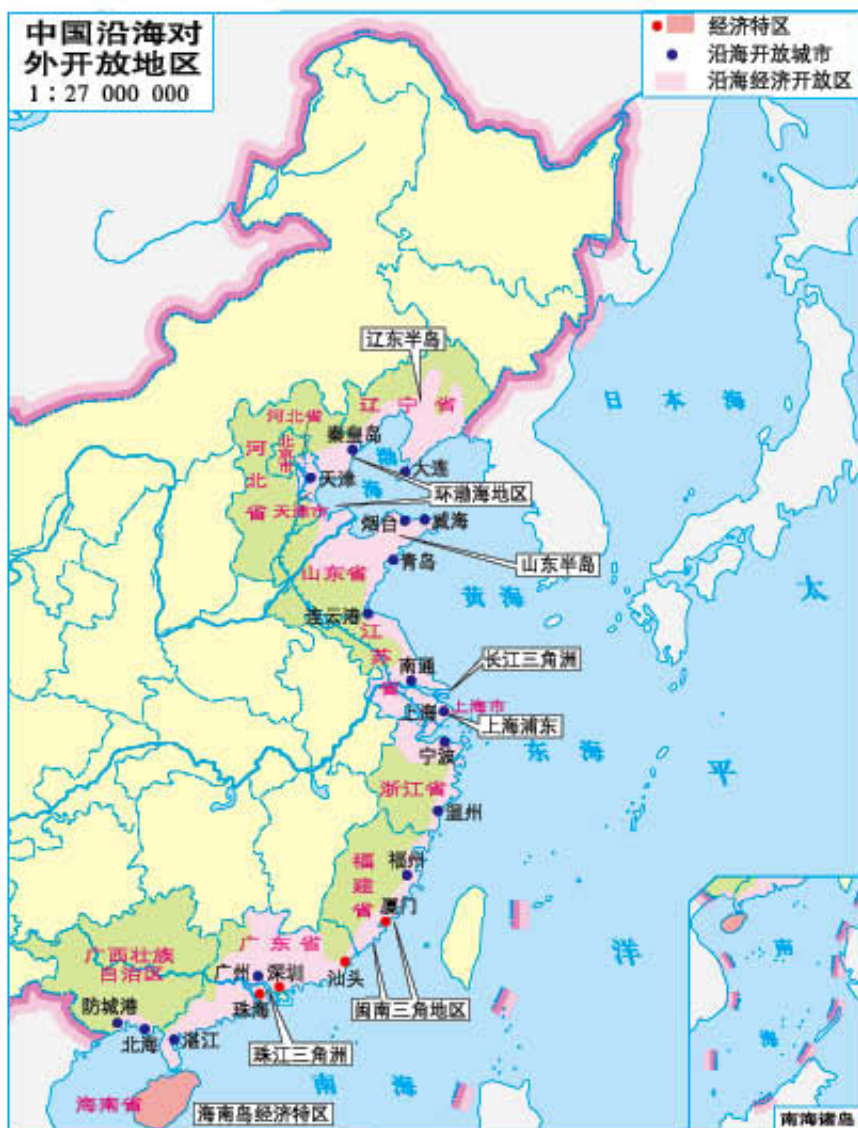 中国沿海对
外开放地区
1：27 000 000
经济特区
沿海开放城市
沿海经济开放区
辽东半岛
辽宁省
河北省
北京市
河北省
秦皇岛
渤海
大连
天津
天津市
环渤海地区
日本海
烟台
威海
山东半岛
青岛
山东省
黄海
太平洋
连云港
江苏省
南通
长江三角洲
上海
上海市
上海浦东
宁波
东海
浙江省
温州
福建省
福州
厦门
广东省
广西壮族
自治区
广州
深圳
汕头
珠海
闽南三角地区
防城港
北海
湛江
珠江三角洲
海南省
海南岛经济特区
南海
南海
南海诸岛